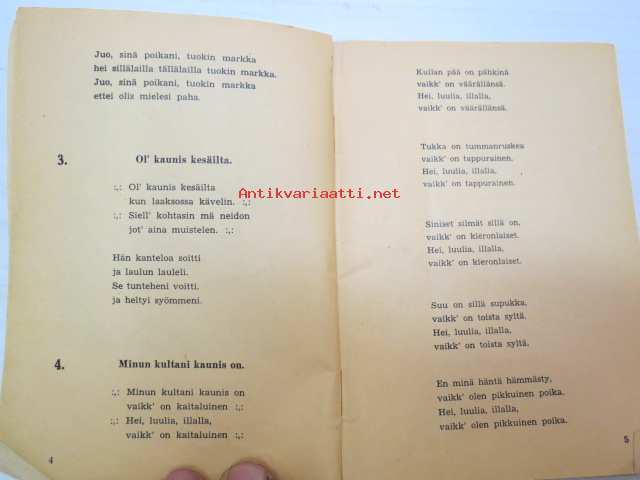 Juo, sinä poikani, tuokin markka
hei sillälailla tällälailla tuokin markka.
Juo, sinä poikani, tuokin markka
ettei olis mielesi paha.
3. Ol' kaunis kesäilta.
:,: Ol' kaunis kesäilta
kun laaksossa kävelin. :,:
:,: Siell' kohtasin mä neidon
jot' aina muistelen. :,:
Hän kanteloa soitti
ja laulun lauleli.
Se tunteheni voitti
ja heltyi syömmeni.
4. Minun kultani kaunis on.
:,: Minun kultani kaunis on
vaikk' on kaitaluinen :,:
:,: Hei, luulia, illalla,
vaikk' on kaitaluinen :,:
4
Kullan pää on pähkinä
vaikk' on väärällänsä.
Hei, luulia, illalla,
vaikk' on väärällänsä.
Tukka on tummanruskea
vaikk' on tappurainen.
Hei, luulia, illalla,
vaikk' on tappurainen.
Siniset silmät sillä on,
vaikk' on kieronlaiset.
Hei, luulia, illalla,
vaikk' on kieronlaiset.
Suu on sillä supukka,
vaikk' on toista syltä.
Hei, luulia, illalla,
vaikk' on toista syltä.
En minä häntä hämmästy,
vaikk' olen pikkuinen poika.
Hei, luulia, illalla,
vaikk' olen pikkuinen poika.
5
Antikvariaatti.net